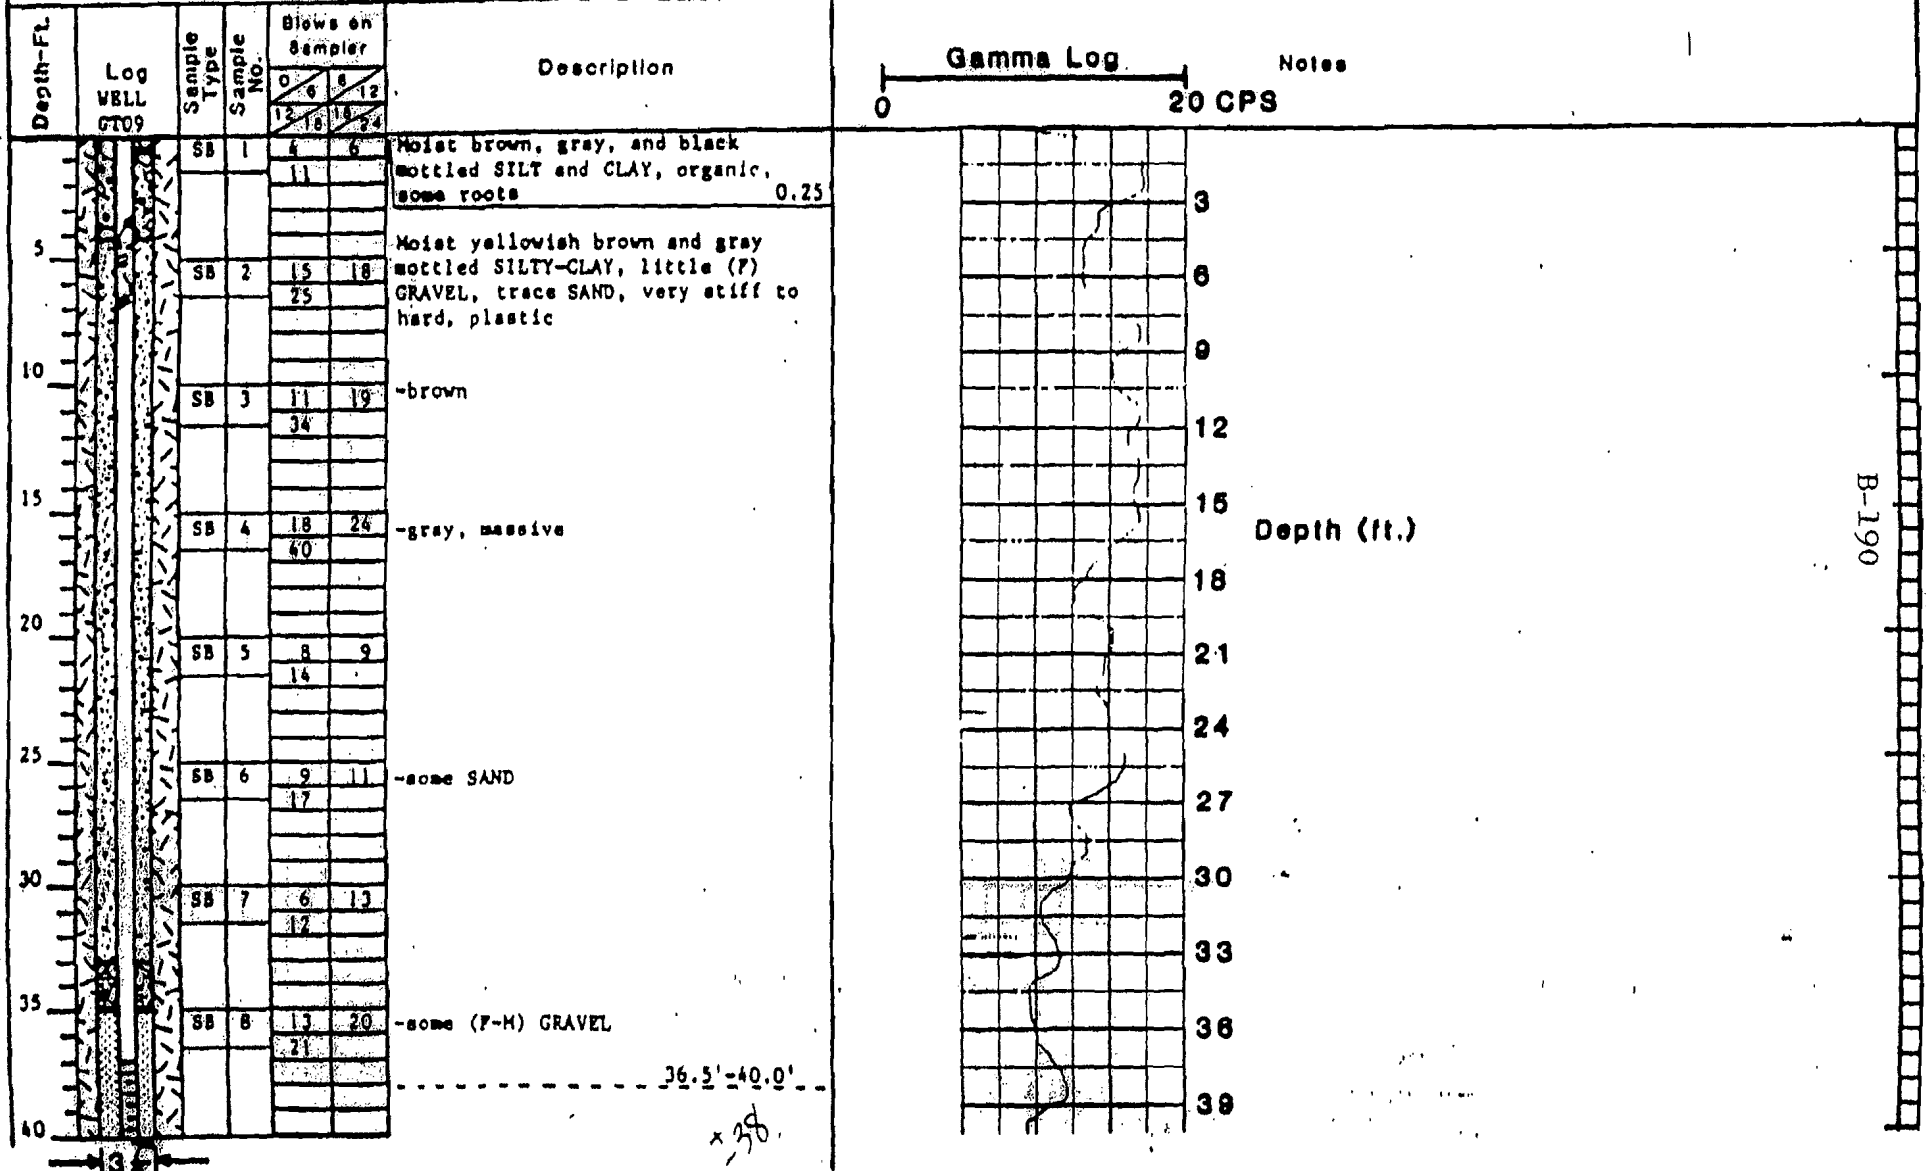 Depth-Ft.
Log
WELL
GT09
Sample Type
Sample No.
Blows on
Sampler
0 6 6 12
12 18 18 24
Description
Gamma Log
0 20 CPS
Notes
SB 1 4 6
11
Moist brown, gray, and black
mottled SILT and CLAY, organic,
some roots 0.25
3
5
Moist yellowish brown and gray
mottled SILTY-CLAY, little (F)
GRAVEL, trace SAND, very stiff to
hard, plastic
SB 2 15 18
25
6
9
10
SB 3 11 19
34
-brown
12
15
15
SB 4 18 24
40
-gray, massive
Depth (ft.)
B-190
18
20
SB 5 8 9
14
21
24
25
SB 6 9 11
17
-some SAND
27
30
30
SB 7 6 13
12
33
35
SB 8 13 20
21
-some (F-M) GRAVEL
36
36.5'-40.0'
39
40
38